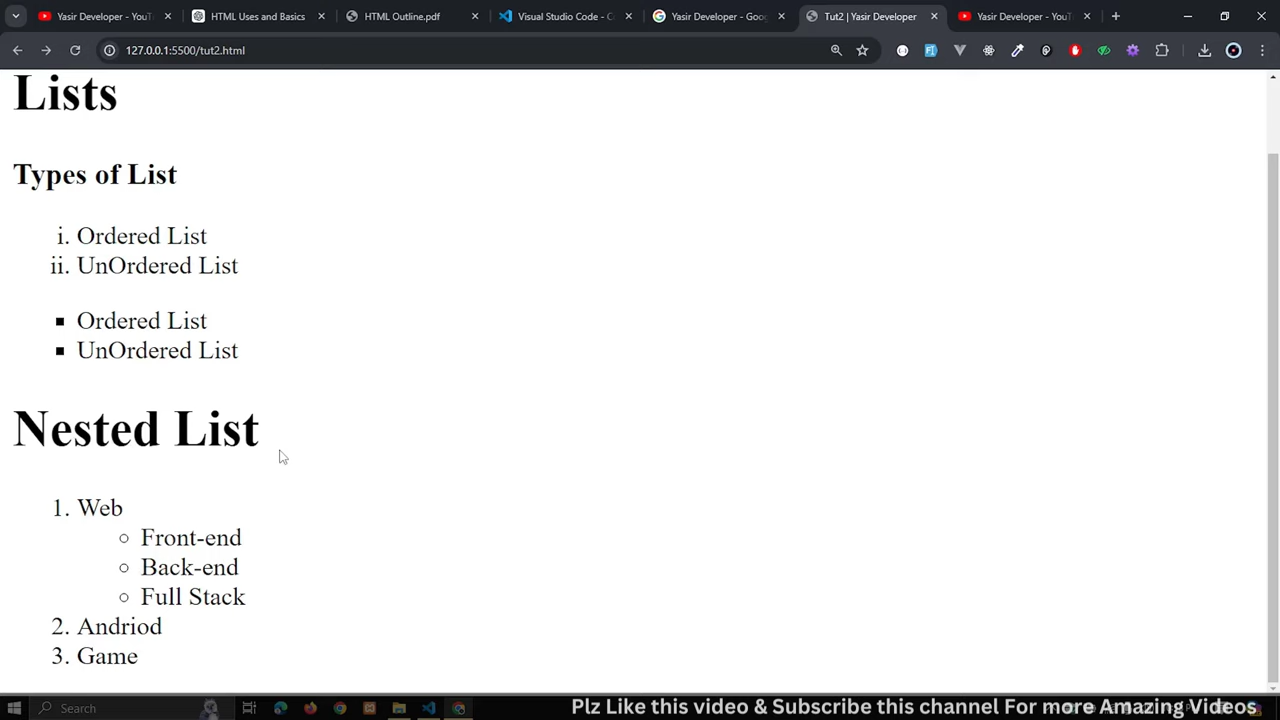 Yasir Developer - YouT
HTML Uses and Basics
HTML Outline.pdf
Visual Studio Code - C
Yasir Developer - Goog
Tut2 | Yasir Developer
Yasir Developer - YouT
127.0.0.1:5500/tut2.html
Lists
Types of List
i. Ordered List
ii. UnOrdered List
Ordered List
UnOrdered List
Nested List
1. Web
Front-end
Back-end
Full Stack
2. Andriod
3. Game
Search
Plz Like this video & Subscribe this channel For more Amazing Videos